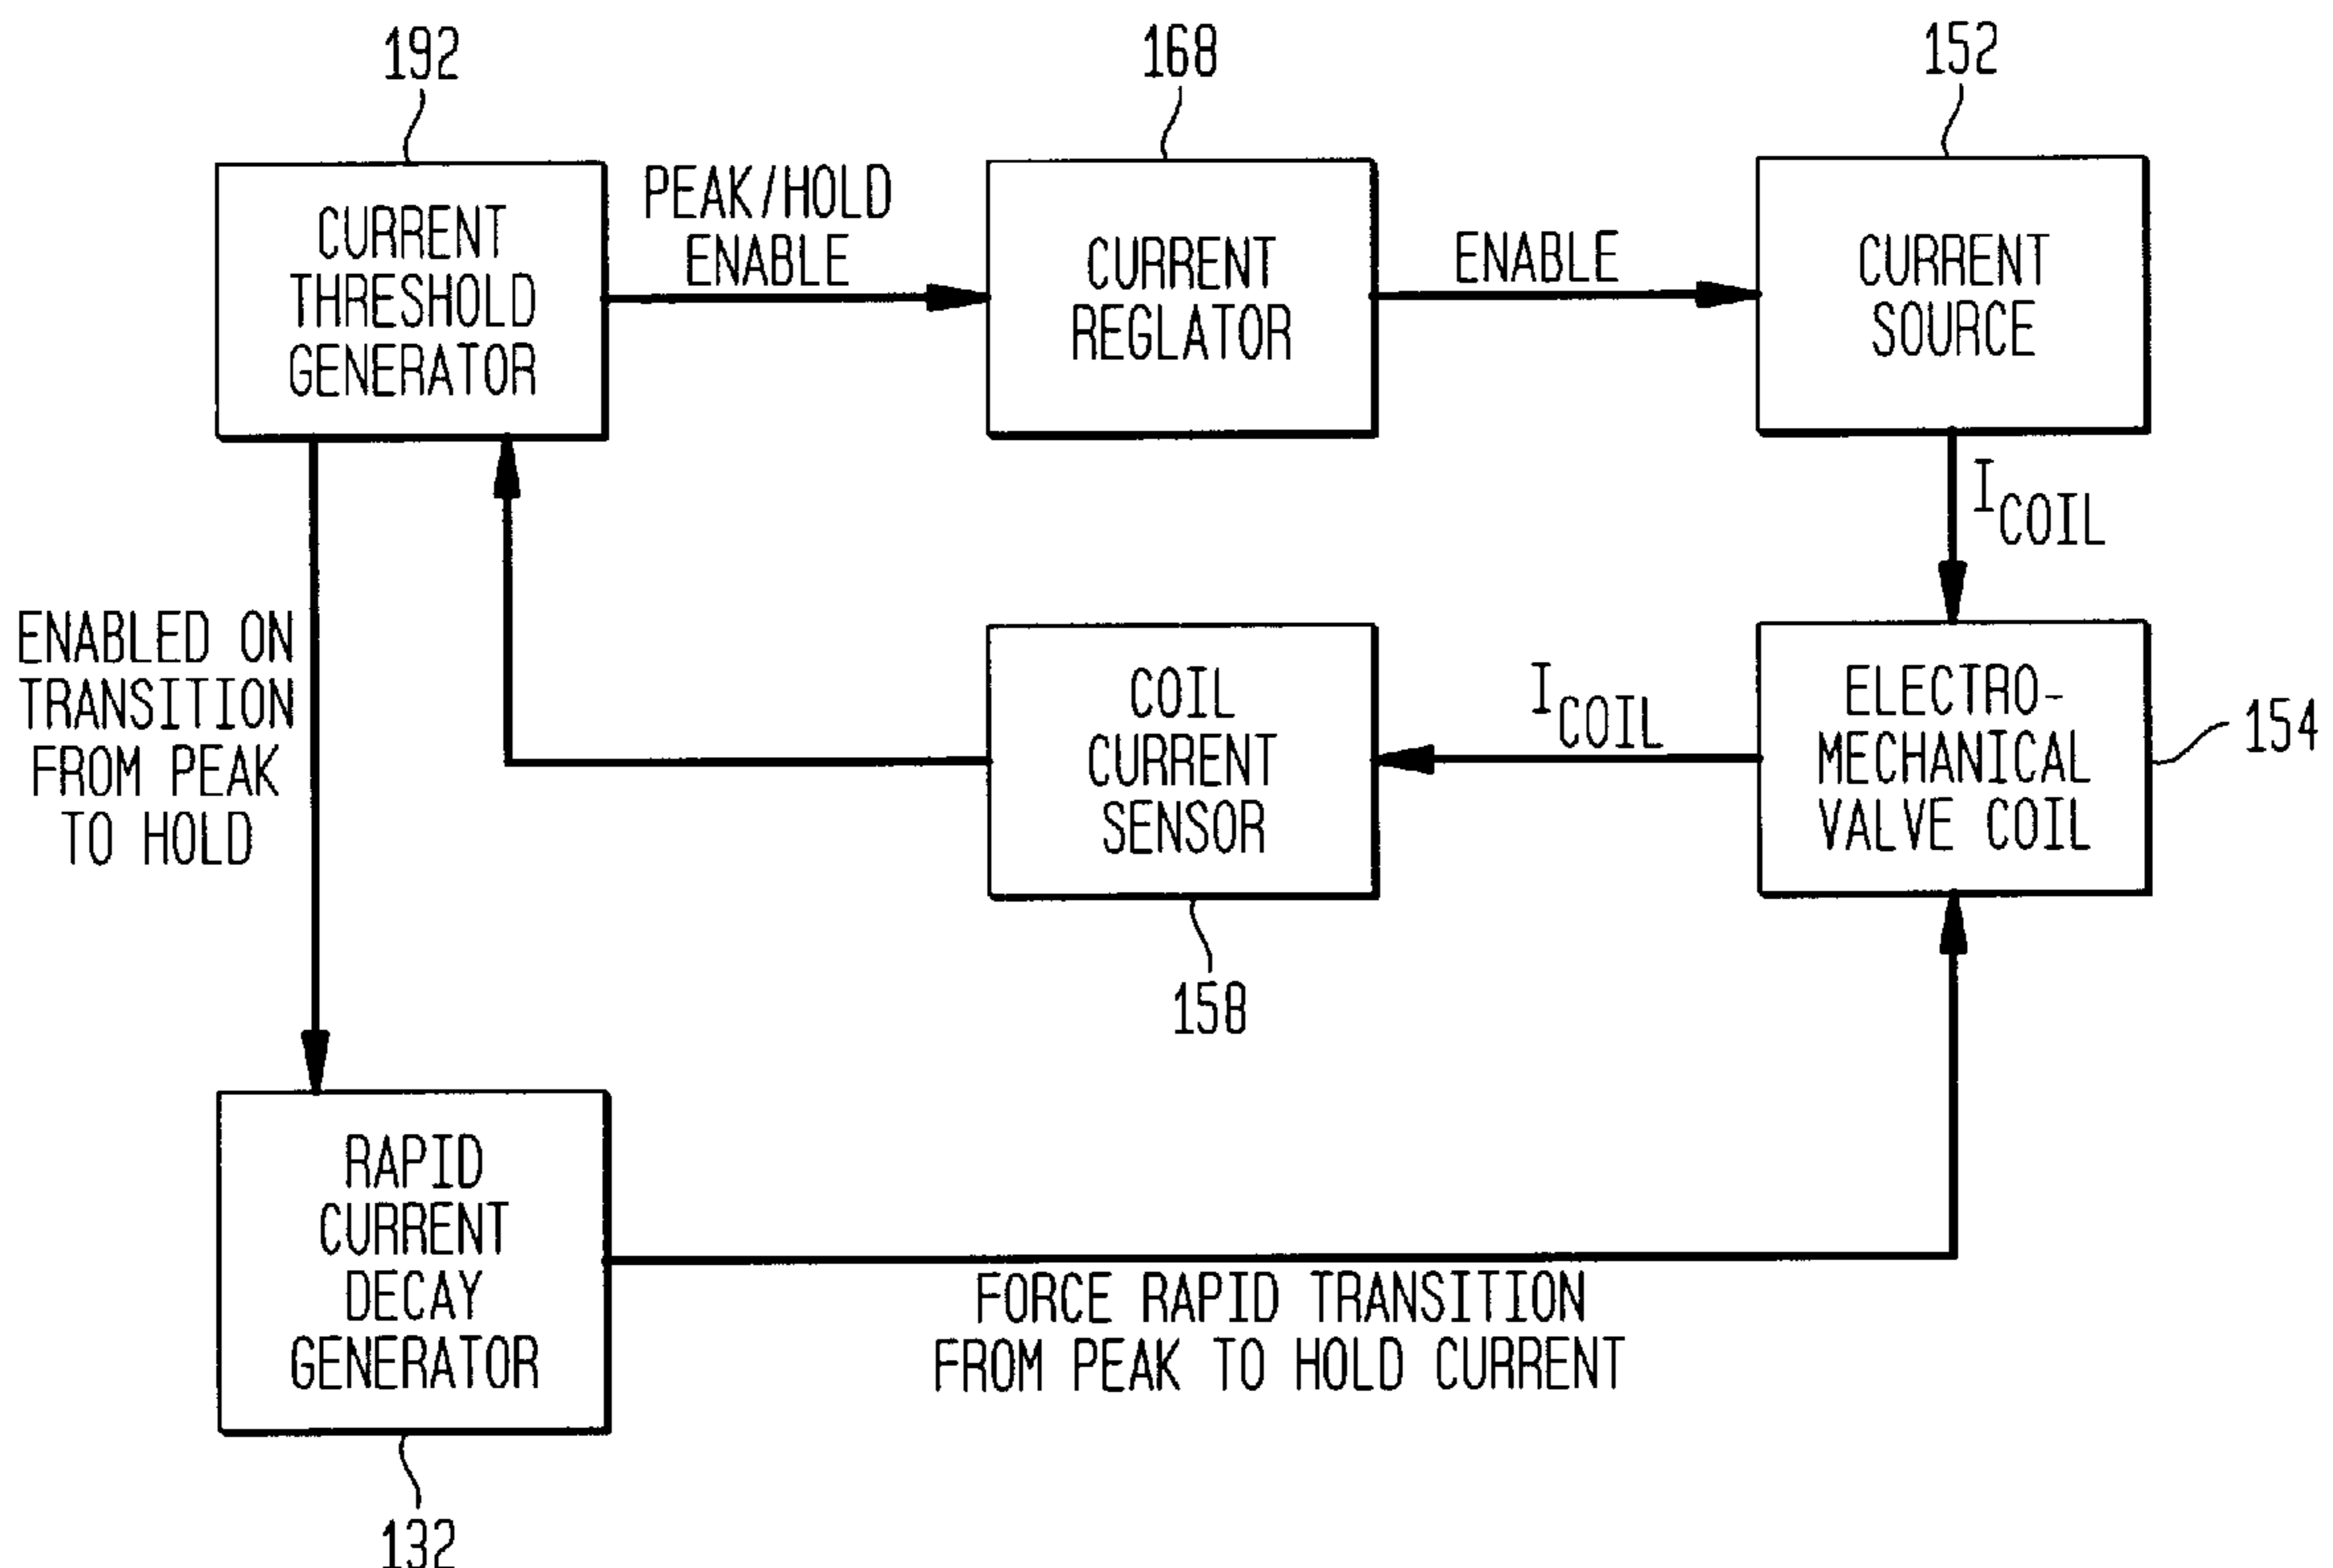 192
168
152
CURRENT
THRESHOLD
GENERATOR
PEAK/HOLD
ENABLE
CURRENT
REGLATOR
ENABLE
CURRENT
SOURCE
I COIL
ENABLED ON
TRANSITION
FROM PEAK
TO HOLD
COIL
CURRENT
SENSOR
I COIL
ELECTRO-
MECHANICAL
VALVE COIL
154
158
RAPID
CURRENT
DECAY
GENERATOR
FORCE RAPID TRANSITION
FROM PEAK TO HOLD CURRENT
132